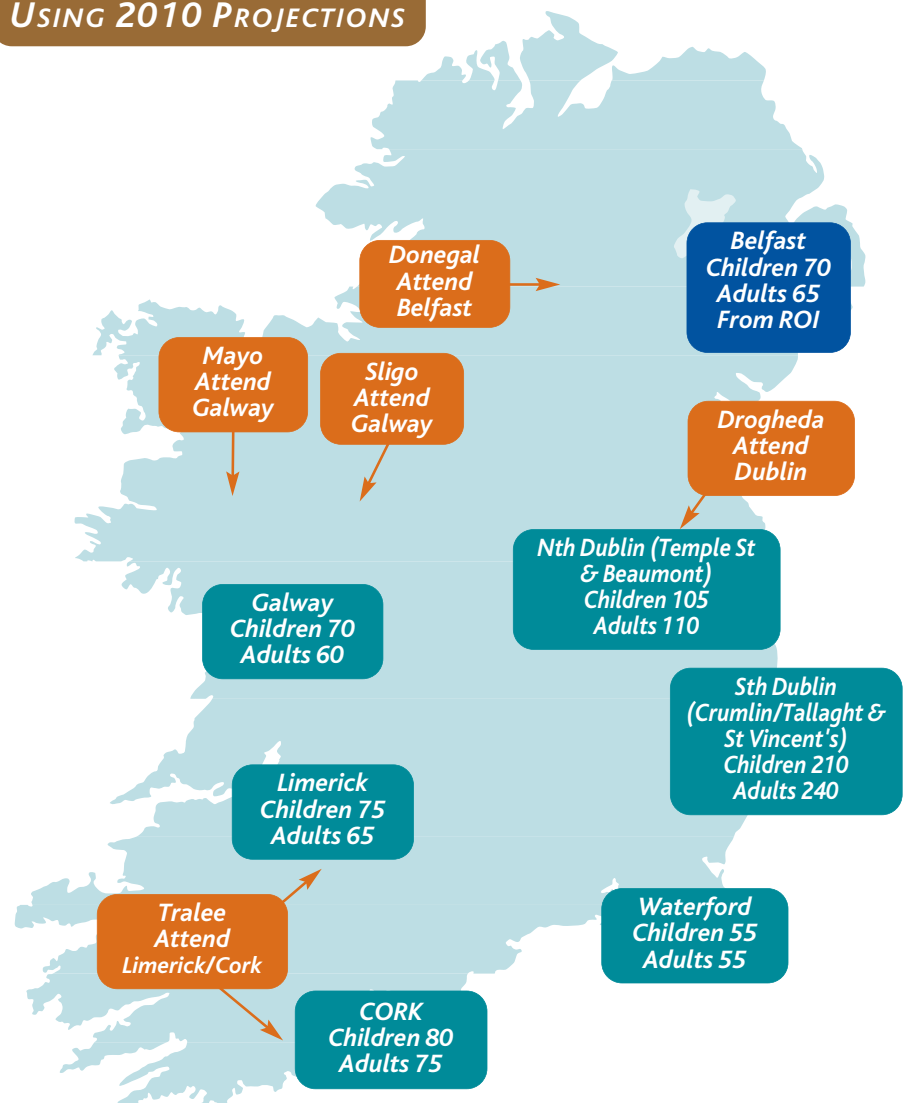 USING 2010 PROJECTIONS
Donegal
Attend
Belfast
Belfast
Children 70
Adults 65
From ROI
Mayo
Attend
Galway
Sligo
Attend
Galway
Drogheda
Attend
Dublin
Nth Dublin (Temple St
& Beaumont)
Children 105
Adults 110
Galway
Children 70
Adults 60
Sth Dublin
(Crumlin/Tallaght &
St Vincent's)
Children 210
Adults 240
Limerick
Children 75
Adults 65
Tralee
Attend
Limerick/Cork
Waterford
Children 55
Adults 55
CORK
Children 80
Adults 75